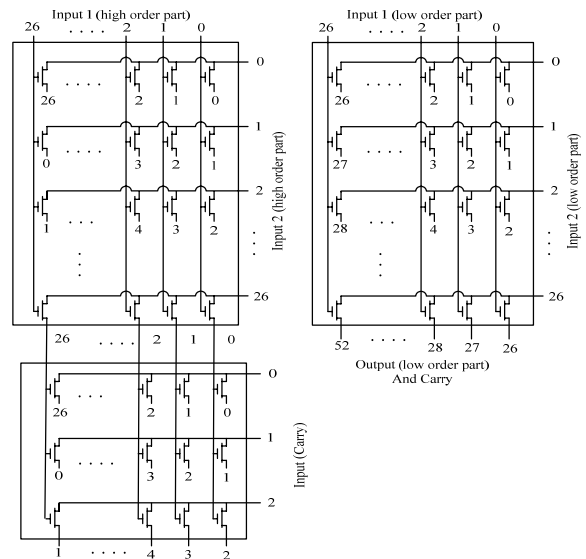 Input 1 (high order part)
26 . . . . 2 1 0
0
26 . . . . 2 1 0
1
0 . . . . 3 2 1
2
1 . . . 4 3 2
. . .
. . .
26
Input 2 (high order part)
26 . . . . 2 1 0
0
26 . . . . 2 1 0
1
0 . . . . 3 2 1
2
1 . . . . 4 3 2
Input (Carry)
Input 1 (low order part)
26 . . . . 2 1 0
0
26 . . . . 2 1 0
1
27 . . . . 3 2 1
2
28 . . . 4 3 2
. . .
. . .
26
Input 2 (low order part)
52 . . . . 28 27 26
Output (low order part)
And Carry